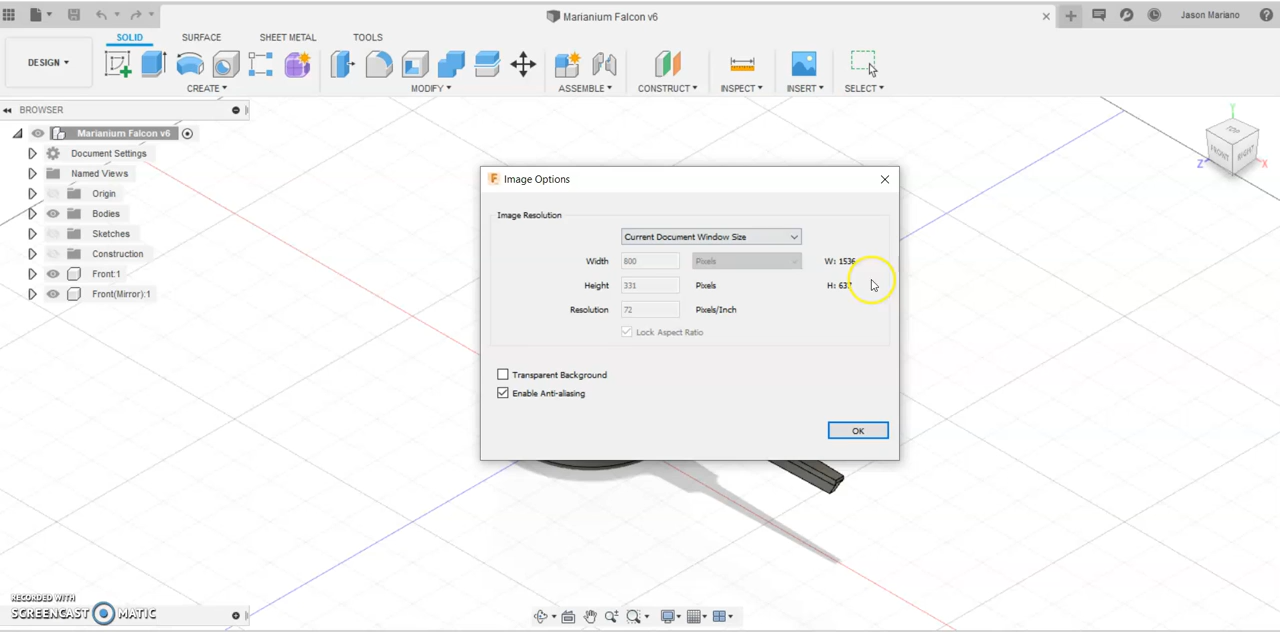 Marianium Falcon v6
Jason Mariano
SOLID SURFACE SHEET METAL TOOLS
DESIGN
CREATE MODIFY ASSEMBLE CONSTRUCT INSPECT INSERT SELECT
BROWSER
Marianium Falcon v6
Document Settings
Named Views
Origin
Bodies
Sketches
Construction
Front:1
Front(Mirror):1
TOP
FRONT
RIGHT
Y
Z
X
F Image Options
Image Resolution
Current Document Window Size
Width 800 Pixels W: 1536
Height 331 Pixels
Resolution 72 Pixels/Inch
Lock Aspect Ratio
Transparent Background
Enable Anti-aliasing
OK
RECORDED WITH
SCREENCAST MATIC